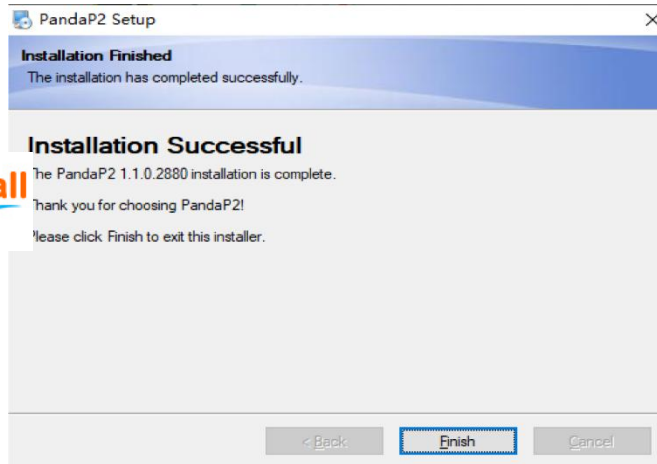 PandaP2 Setup
Installation Finished
The installation has completed successfully.
Installation Successful
The PandaP2 1.1.0.2880 installation is complete.
all
Thank you for choosing PandaP2!
Please click Finish to exit this installer.
< Back
Finish
Cancel